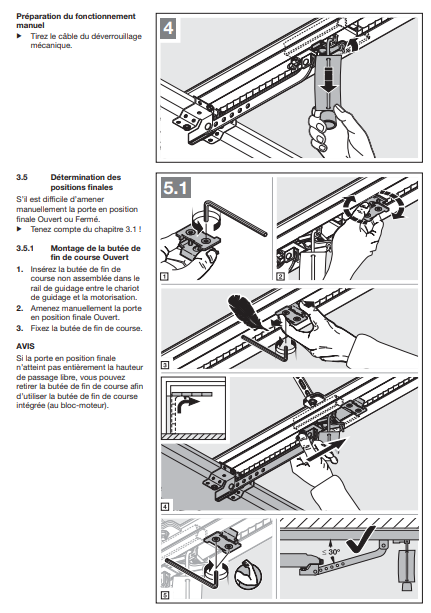 Préparation du fonctionnement
manuel
▶ Tirez le câble du déverrouillage
mécanique.
4
3.5 Détermination des
positions finales
S'il est difficile d'amener
manuellement la porte en position
finale Ouvert ou Fermé.
▶ Tenez compte du chapitre 3.1 !
3.5.1 Montage de la butée de
fin de course Ouvert
1. Insérez la butée de fin de
course non assemblée dans le
rail de guidage entre le chariot
de guidage et la motorisation.
2. Amenez manuellement la porte
en position finale Ouvert.
3. Fixez la butée de fin de course.
AVIS
Si la porte en position finale
n'atteint pas entièrement la hauteur
de passage libre, vous pouvez
retirer la butée de fin de course afin
d'utiliser la butée de fin de course
intégrée (au bloc-moteur).
5.1
1
2
3
4
5
≤ 30°